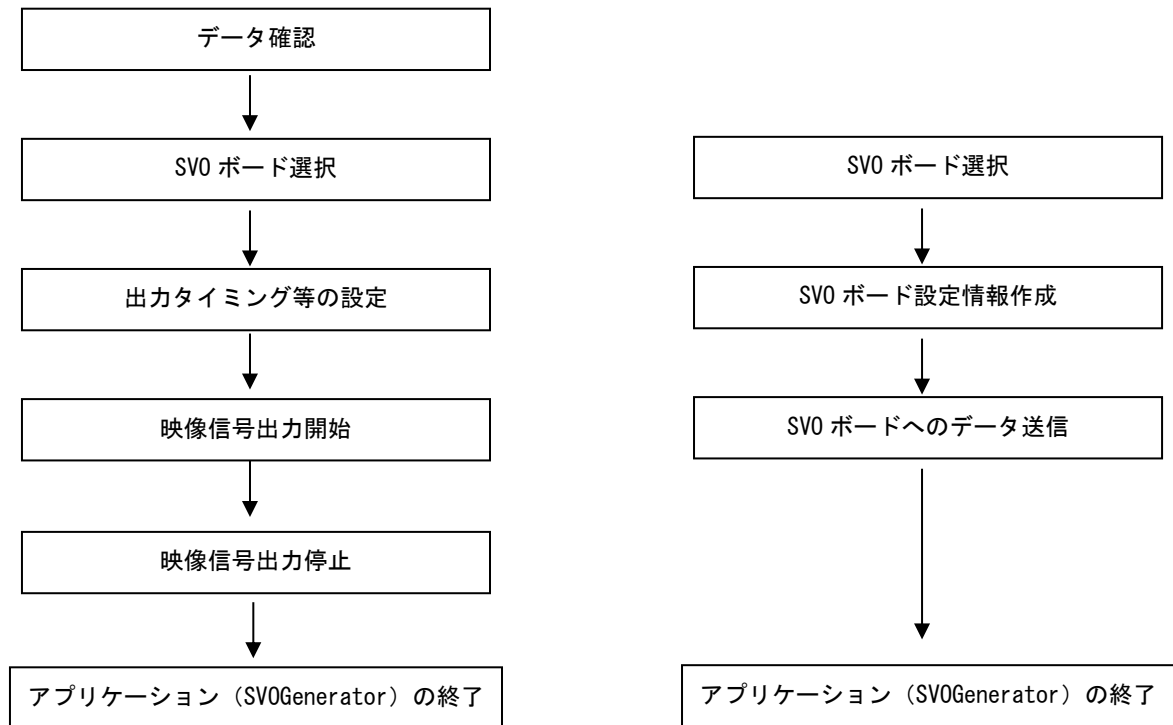 データ確認
SVO ボード選択
出力タイミング等の設定
映像信号出力開始
映像信号出力停止
アプリケーション（SVOGenerator）の終了
SVO ボード選択
SVO ボード設定情報作成
SVO ボードへのデータ送信
アプリケーション（SVOGenerator）の終了